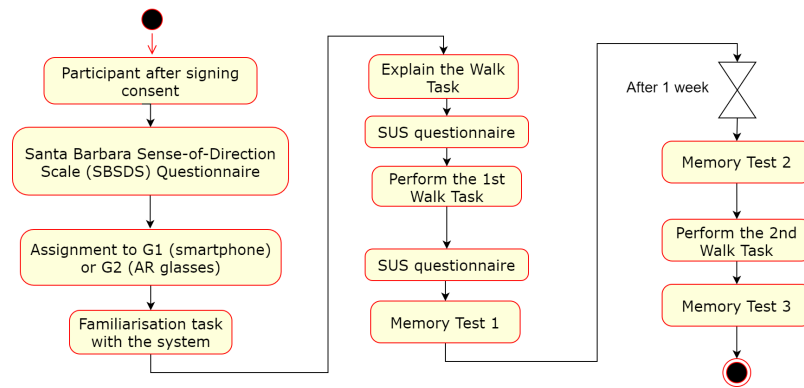 Participant after signing
consent
Santa Barbara Sense-of-Direction
Scale (SBSDS) Questionnaire
Assignment to G1 (smartphone)
or G2 (AR glasses)
Familiarisation task
with the system
Explain the Walk
Task
SUS questionnaire
Perform the 1st
Walk Task
SUS questionnaire
Memory Test 1
After 1 week
Memory Test 2
Perform the 2nd
Walk Task
Memory Test 3